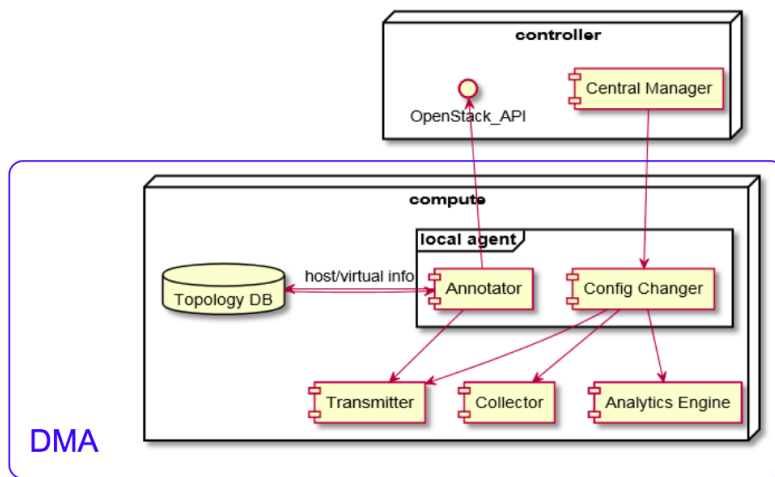 controller
Central Manager
OpenStack_API
compute
local agent
host/virtual info
Topology DB
Annotator
Config Changer
Transmitter
Collector
Analytics Engine
DMA